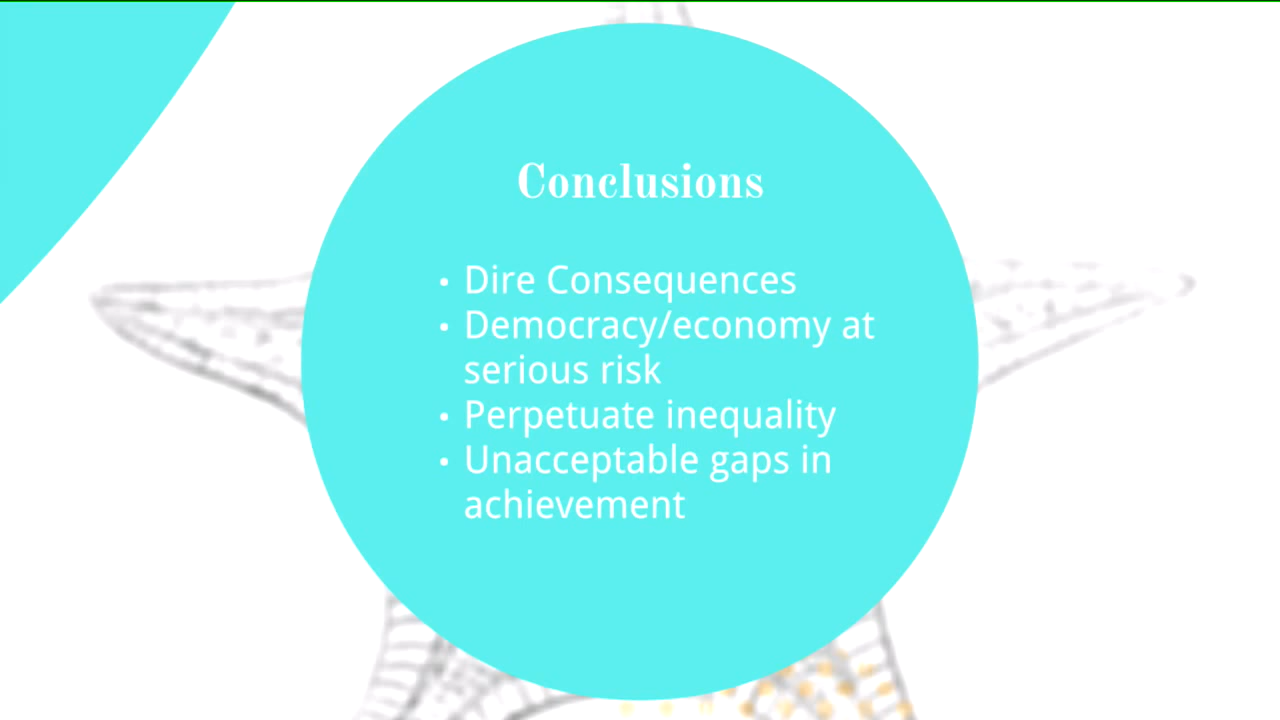 Conclusions
• Dire Consequences
• Democracy/economy at
serious risk
• Perpetuate inequality
• Unacceptable gaps in
achievement